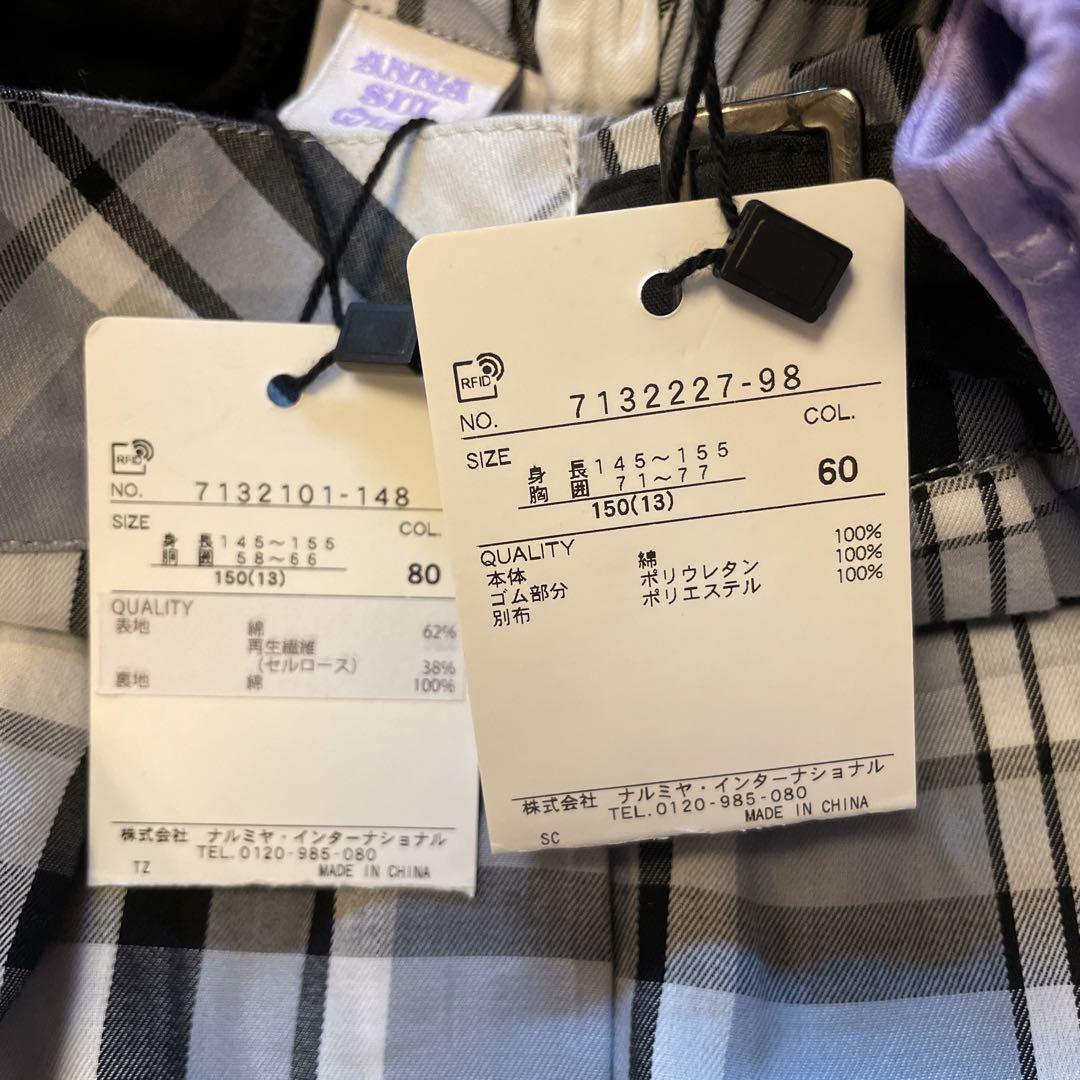 ANNA
SUI
RFID
NO. 7132101-148
SIZE COL.
身長 145~155
胴囲 58~66
150(13) 80
QUALITY
表地 綿 62%
再生繊維
(セルロース) 38%
裏地 綿 100%
株式会社 ナルミヤ・インターナショナル
TEL.0120-985-080
TZ MADE IN CHINA
RFID
NO. 7132227-98
SIZE COL.
身長 145~155
胸囲 71~77
150(13) 60
QUALITY
本体 綿 100%
ゴム部分 ポリウレタン 100%
別布 ポリエステル 100%
株式会社 ナルミヤ・インターナショナル
TEL.0120-985-080
SC MADE IN CHINA